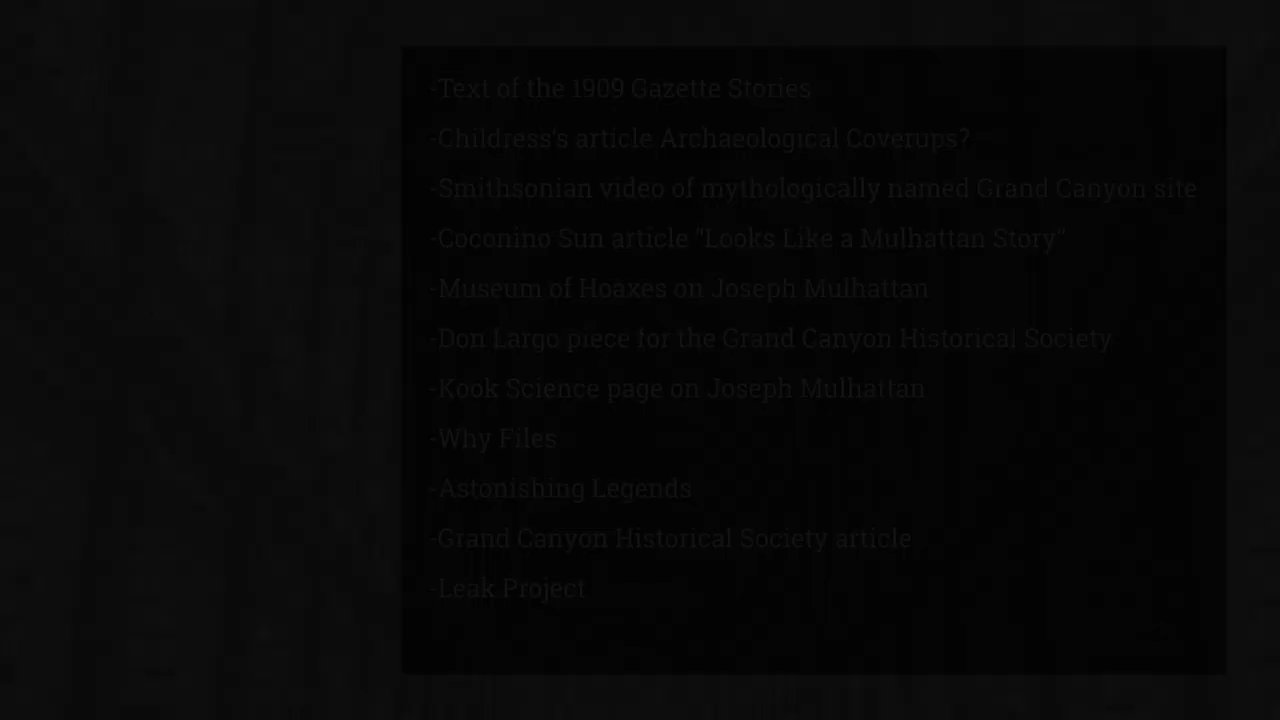 -Text of the 1909 Gazette Stories
-Childress's article Archaeological Coverups?
-Smithsonian video of mythologically named Grand Canyon site
-Coconino Sun article "Looks Like a Mulhattan Story"
-Museum of Hoaxes on Joseph Mulhattan
-Don Largo piece for the Grand Canyon Historical Society
-Kook Science page on Joseph Mulhattan
-Why Files
-Astonishing Legends
-Grand Canyon Historical Society article
-Leak Project